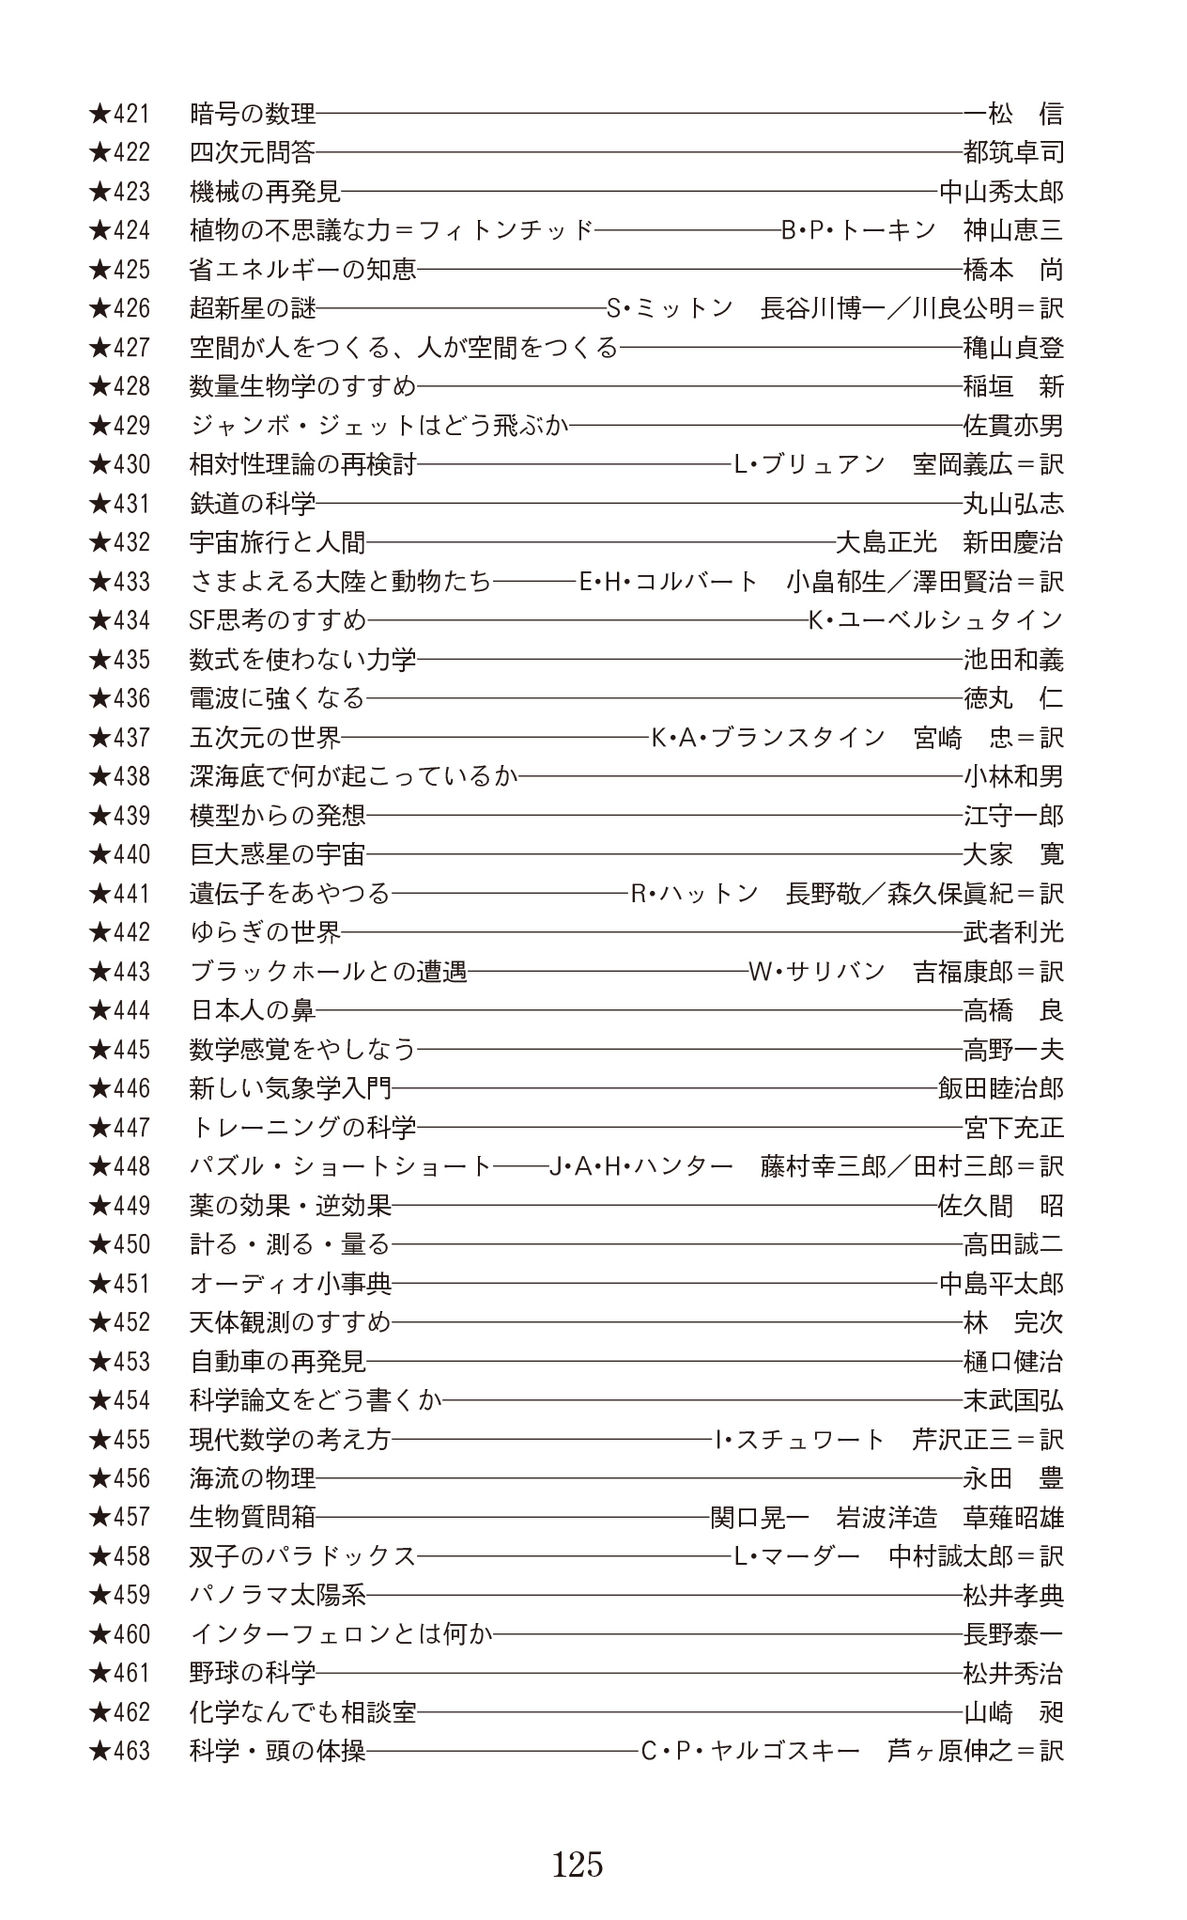 ★421　暗号の数理――一松　信
★422　四次元問答――都筑卓司
★423　機械の再発見――中山秀太郎
★424　植物の不思議な力＝フィトンチッド――B・P・トーキン　神山恵三
★425　省エネルギーの知恵――橋本　尚
★426　超新星の謎――S・ミットン　長谷川博一／川良公明＝訳
★427　空間が人をつくる、人が空間をつくる――穐山貞登
★428　数量生物学のすすめ――稲垣　新
★429　ジャンボ・ジェットはどう飛ぶか――佐貫亦男
★430　相対性理論の再検討――L・ブリュアン　室岡義広＝訳
★431　鉄道の科学――丸山弘志
★432　宇宙旅行と人間――大島正光　新田慶治
★433　さまよえる大陸と動物たち――E・H・コルバート　小畠郁生／澤田賢治＝訳
★434　SF思考のすすめ――K・ユーベルシュタイン
★435　数式を使わない力学――池田和義
★436　電波に強くなる――徳丸　仁
★437　五次元の世界――K・A・ブランスタイン　宮崎　忠＝訳
★438　深海底で何が起こっているか――小林和男
★439　模型からの発想――江守一郎
★440　巨大惑星の宇宙――大家　寛
★441　遺伝子をあやつる――R・ハットン　長野敬／森久保眞紀＝訳
★442　ゆらぎの世界――武者利光
★443　ブラックホールとの遭遇――W・サリバン　吉福康郎＝訳
★444　日本人の鼻――高橋　良
★445　数学感覚をやしなう――高野一夫
★446　新しい気象学入門――飯田睦治郎
★447　トレーニングの科学――宮下充正
★448　パズル・ショートショート――J・A・H・ハンター　藤村幸三郎／田村三郎＝訳
★449　薬の効果・逆効果――佐久間　昭
★450　計る・測る・量る――高田誠二
★451　オーディオ小事典――中島平太郎
★452　天体観測のすすめ――林　完次
★453　自動車の再発見――樋口健治
★454　科学論文をどう書くか――末武国弘
★455　現代数学の考え方――I・スチュワート　芹沢正三＝訳
★456　海流の物理――永田　豊
★457　生物質問箱――関口晃一　岩波洋造　草薙昭雄
★458　双子のパラドックス――L・マーダー　中村誠太郎＝訳
★459　パノラマ太陽系――松井孝典
★460　インターフェロンとは何か――長野泰一
★461　野球の科学――松井秀治
★462　化学なんでも相談室――山崎　昶
★463　科学・頭の体操――C・P・ヤルゴスキー　芦ヶ原伸之＝訳
125